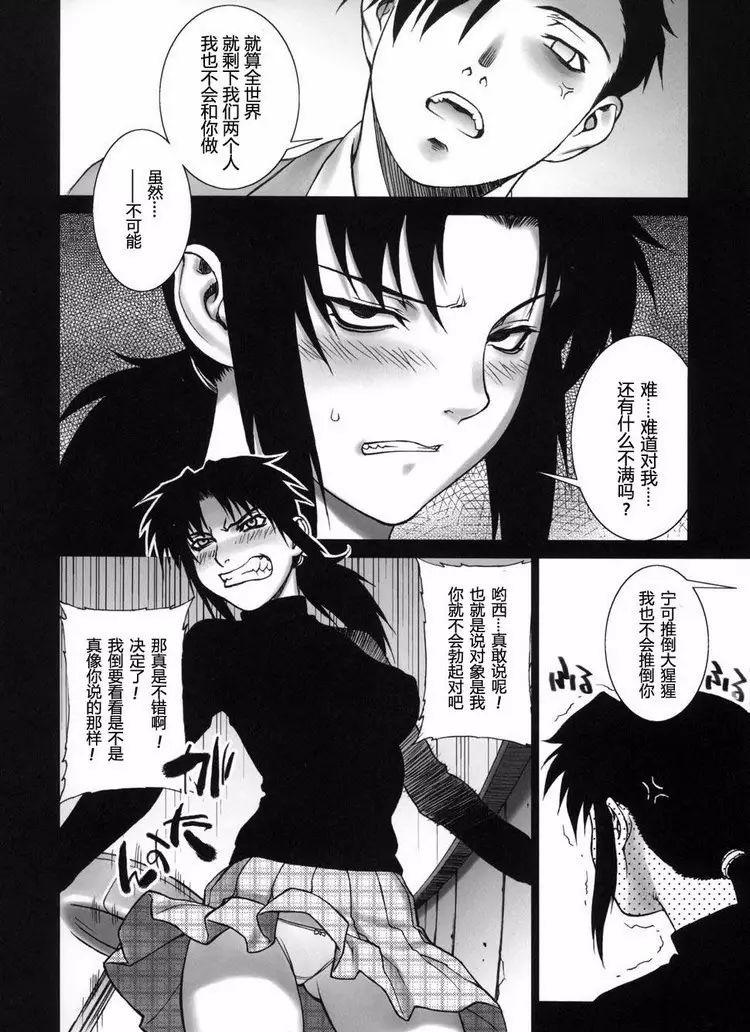 就算全世界
就剩下我们两个人
我也不会和你做
虽然……
——不可能
难……难道对我……
还有什么不满吗？
宁可推倒大猩猩
我也不会推倒你
哟西……真敢说呢！
也就是说对象是我
你就不会勃起对吧
那真是不错啊！
决定了！
我倒要看看是不是
真像你说的那样！